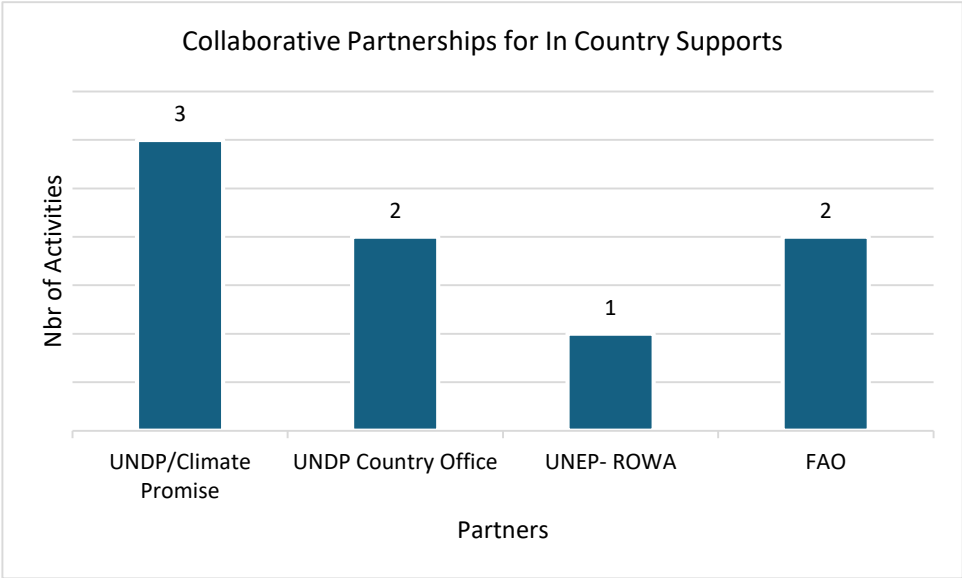 Collaborative Partnerships for In Country Supports
3
2
1
2
Nbr of Activities
UNDP/Climate
Promise
UNDP Country Office
UNEP- ROWA
FAO
Partners